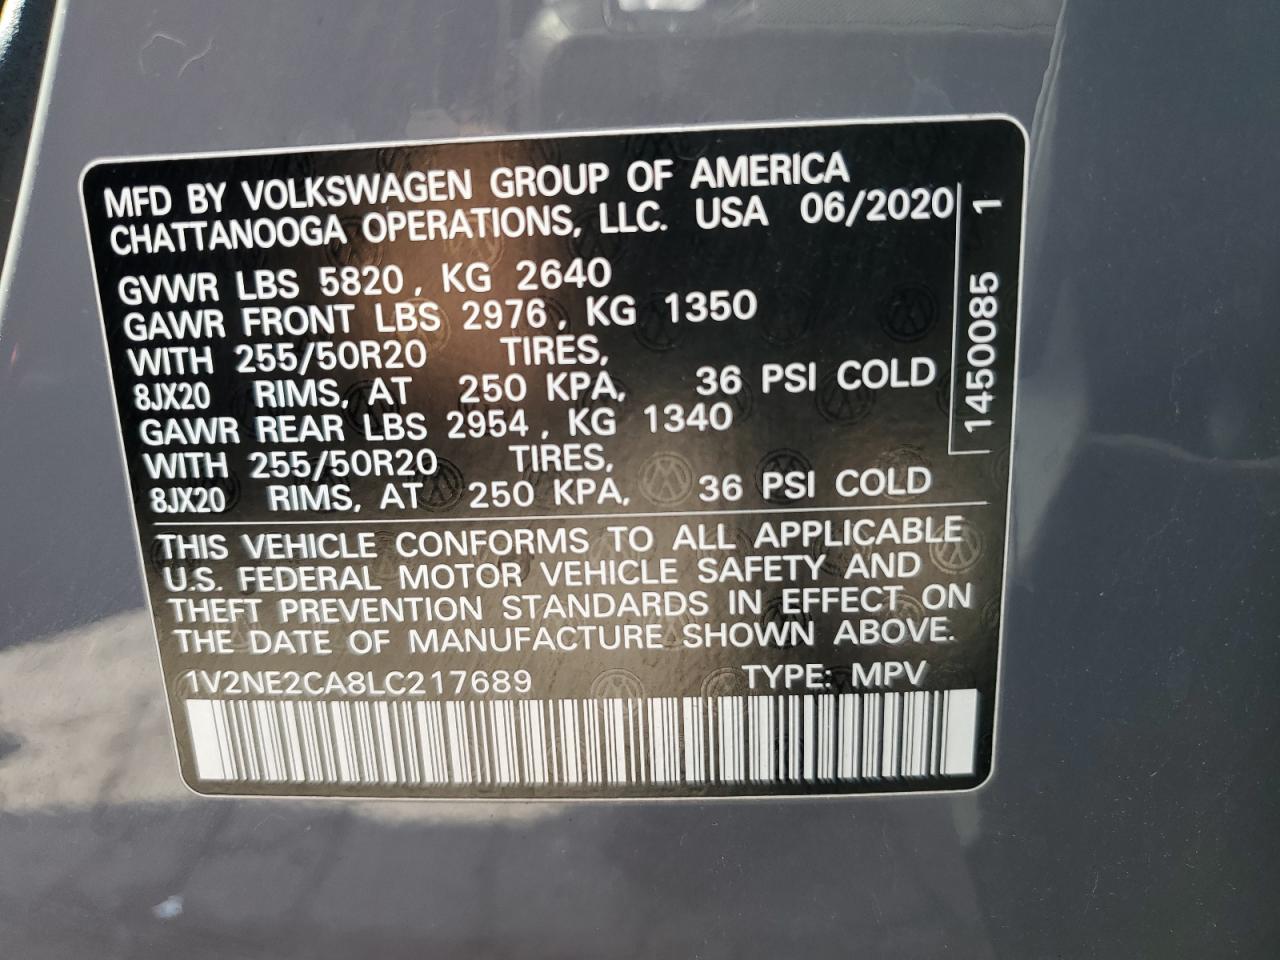 MFD BY VOLKSWAGEN GROUP OF AMERICA
CHATTANOOGA OPERATIONS, LLC. USA 06/2020
GVWR LBS 5820, KG 2640
GAWR FRONT LBS 2976, KG 1350
WITH 255/50R20 TIRES,
8JX20 RIMS, AT 250 KPA, 36 PSI COLD
GAWR REAR LBS 2954, KG 1340
WITH 255/50R20 TIRES,
8JX20 RIMS, AT 250 KPA, 36 PSI COLD
1450085 1
THIS VEHICLE CONFORMS TO ALL APPLICABLE
U.S. FEDERAL MOTOR VEHICLE SAFETY AND
THEFT PREVENTION STANDARDS IN EFFECT ON
THE DATE OF MANUFACTURE SHOWN ABOVE.
1V2NE2CA8LC217689 TYPE: MPV